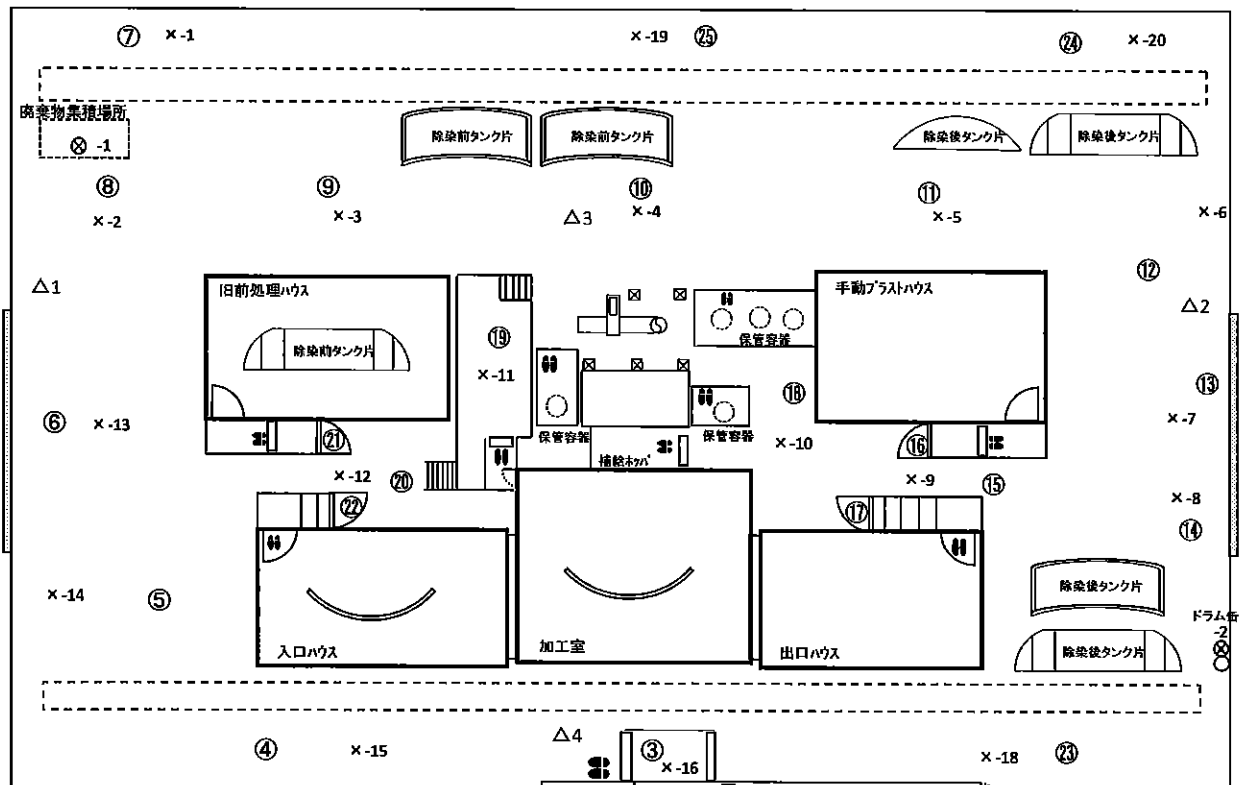 ⑦ ×-1 ×-19 ㉕ ㉔ ×-20
廃棄物集積場所
⊗ -1
除染前タンク片 除染前タンク片 除染後タンク片 除染後タンク片
⑧ ⑨ ⑩ ⑪
×-2 ×-3 △3 ×-4 ×-5 ×-6
⑫
△1 旧前処理ハウス 手動ブラストハウス △2
除染前タンク片 ⑲ 保管容器
×-11 ⑱ ⑬
⑥ ×-13 ㉑ 保管容器 保管容器 ×-10 ⑯ ×-7
補給ホッパ
×-12 ⑳ ×-9 ⑮
㉒ ⑰ ×-8
⑭
×-14 ⑤ 除染後タンク片
ドラム缶
-2
入口ハウス 加工室 出口ハウス 除染後タンク片
④ ×-15 △4 ③ ×-16 ×-18 ㉓